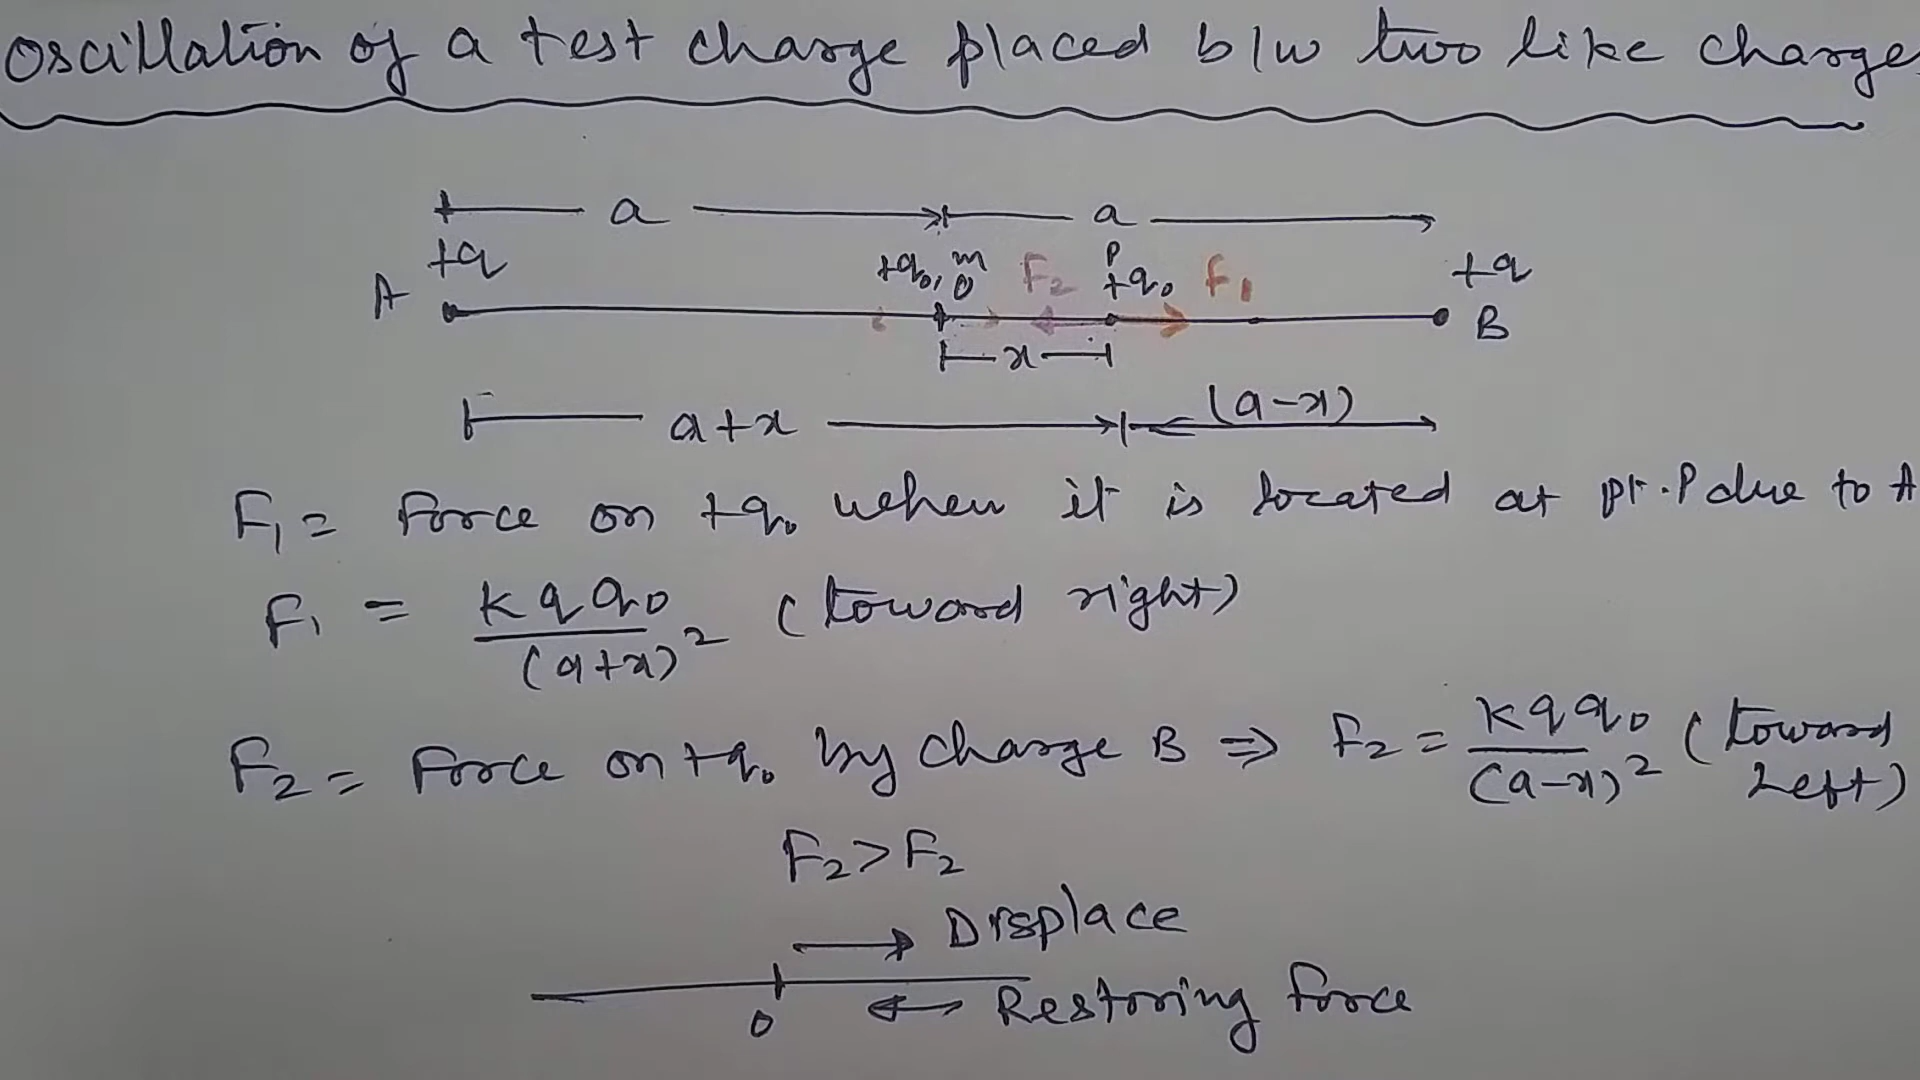 Oscillation of a test charge placed b/w two like charges
a a
+q +q₀, m P +q
A O F₂ +q₀ F₁ B
x
a+x (a-x)
F₁ = Force on +q₀ when it is located at pt. P due to A
F₁ = kqq₀/(a+x)² (toward right)
F₂ = Force on +q₀ by charge B ⇒ F₂ = kqq₀/(a-x)² (toward Left)
F₂ > F₂
→ Displace
O ← Restoring force